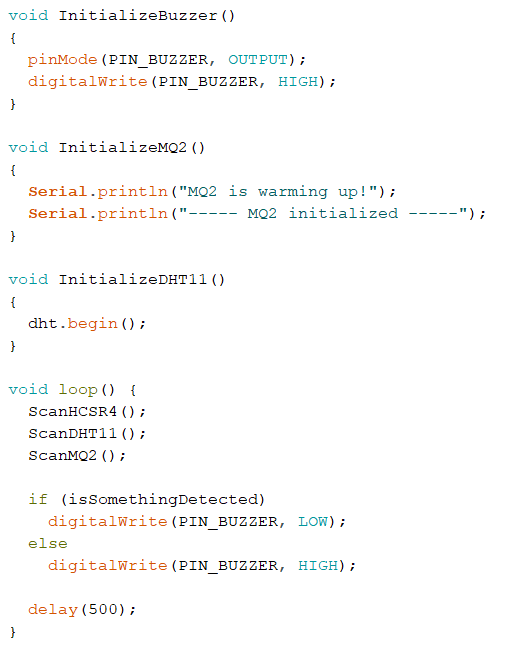 void InitializeBuzzer()
{
  pinMode(PIN_BUZZER, OUTPUT);
  digitalWrite(PIN_BUZZER, HIGH);
}

void InitializeMQ2()
{
  Serial.println("MQ2 is warming up!");
  Serial.println("----- MQ2 initialized -----");
}

void InitializeDHT11()
{
  dht.begin();
}

void loop() {
  ScanHCSR4();
  ScanDHT11();
  ScanMQ2();

  if (isSomethingDetected)
    digitalWrite(PIN_BUZZER, LOW);
  else
    digitalWrite(PIN_BUZZER, HIGH);

  delay(500);
}